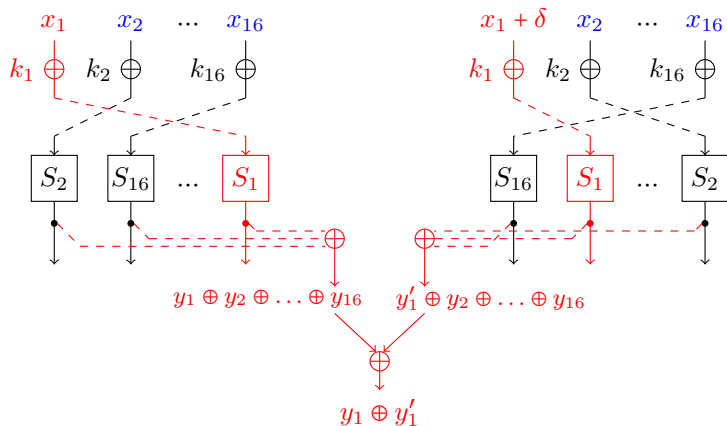 x₁ x₂ ... x₁₆ x₁ + δ x₂ ... x₁₆
k₁ k₂ k₁₆ k₁ k₂ k₁₆
S₂ S₁₆ ... S₁ S₁₆ S₁ ... S₂
y₁ ⊕ y₂ ⊕ … ⊕ y₁₆ y₁′ ⊕ y₂ ⊕ … ⊕ y₁₆
y₁ ⊕ y₁′